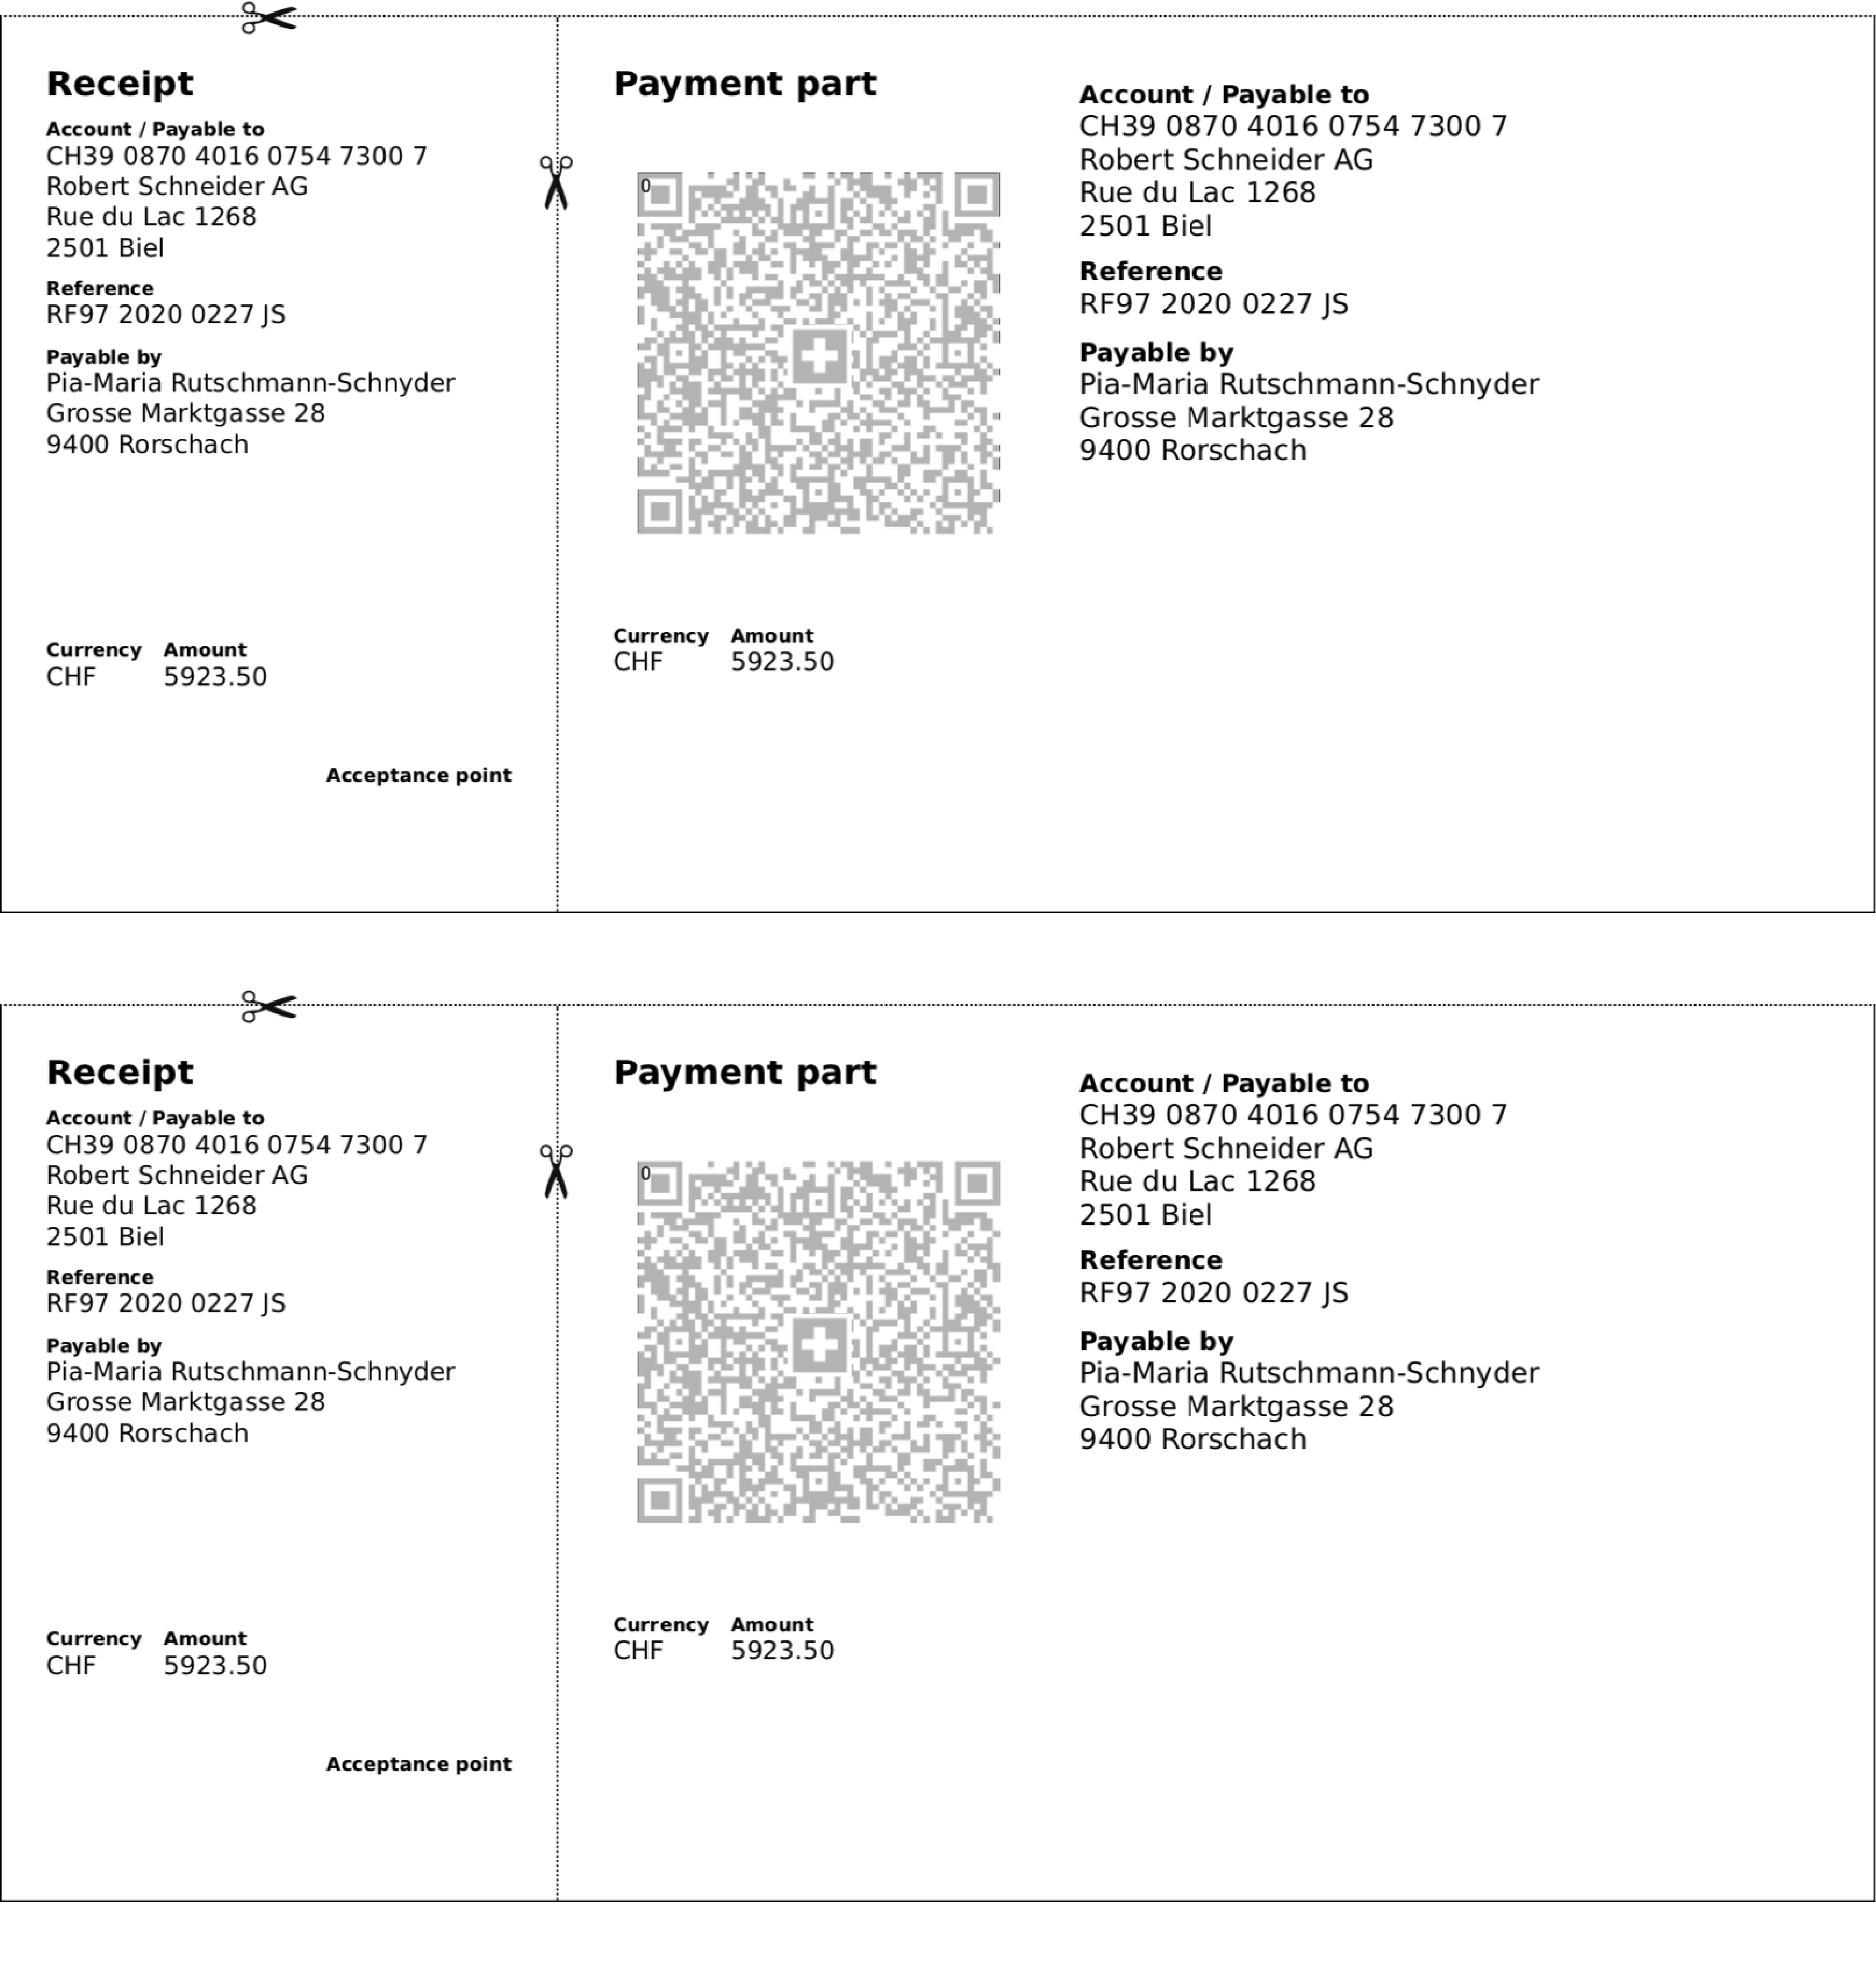 Receipt
Account / Payable to
CH39 0870 4016 0754 7300 7
Robert Schneider AG
Rue du Lac 1268
2501 Biel
Reference
RF97 2020 0227 JS
Payable by
Pia-Maria Rutschmann-Schnyder
Grosse Marktgasse 28
9400 Rorschach
Currency Amount
CHF 5923.50
Acceptance point
Payment part
0
Currency Amount
CHF 5923.50
Account / Payable to
CH39 0870 4016 0754 7300 7
Robert Schneider AG
Rue du Lac 1268
2501 Biel
Reference
RF97 2020 0227 JS
Payable by
Pia-Maria Rutschmann-Schnyder
Grosse Marktgasse 28
9400 Rorschach
Receipt
Account / Payable to
CH39 0870 4016 0754 7300 7
Robert Schneider AG
Rue du Lac 1268
2501 Biel
Reference
RF97 2020 0227 JS
Payable by
Pia-Maria Rutschmann-Schnyder
Grosse Marktgasse 28
9400 Rorschach
Currency Amount
CHF 5923.50
Acceptance point
Payment part
0
Currency Amount
CHF 5923.50
Account / Payable to
CH39 0870 4016 0754 7300 7
Robert Schneider AG
Rue du Lac 1268
2501 Biel
Reference
RF97 2020 0227 JS
Payable by
Pia-Maria Rutschmann-Schnyder
Grosse Marktgasse 28
9400 Rorschach